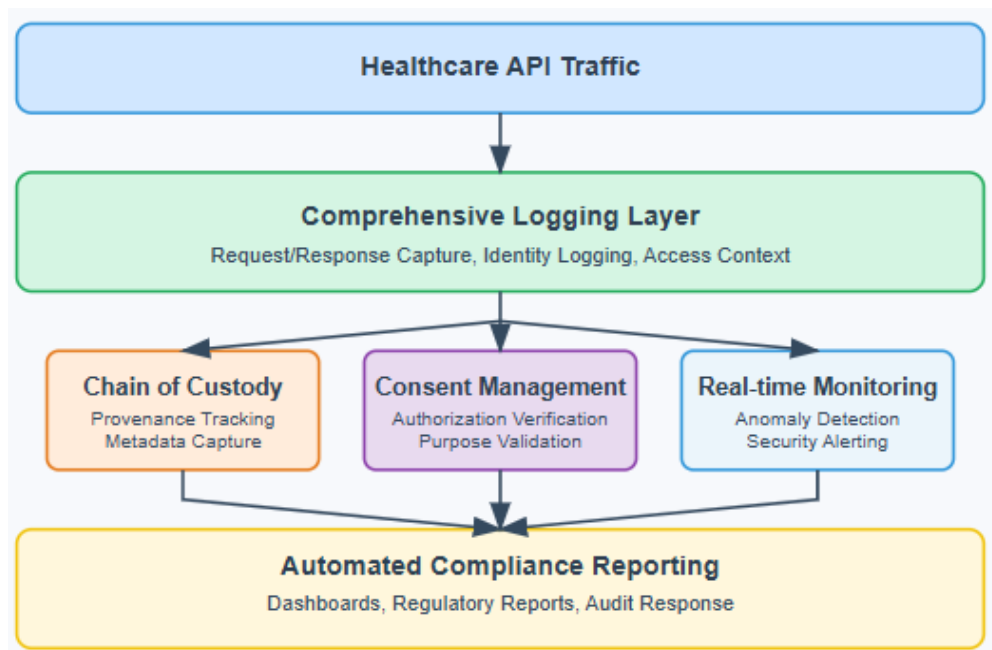 Healthcare API Traffic
Comprehensive Logging Layer
Request/Response Capture, Identity Logging, Access Context
Chain of Custody
Provenance Tracking
Metadata Capture
Consent Management
Authorization Verification
Purpose Validation
Real-time Monitoring
Anomaly Detection
Security Alerting
Automated Compliance Reporting
Dashboards, Regulatory Reports, Audit Response